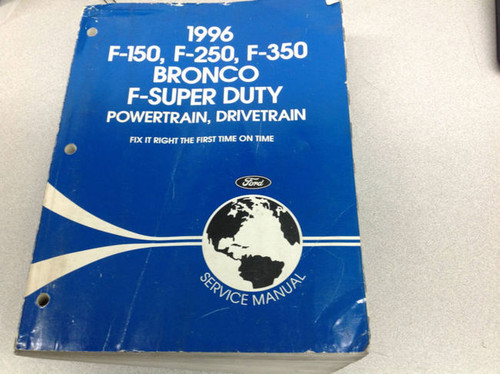 1996
F-150, F-250, F-350
BRONCO
F-SUPER DUTY
POWERTRAIN, DRIVETRAIN
FIX IT RIGHT THE FIRST TIME ON TIME
Ford
SERVICE MANUAL